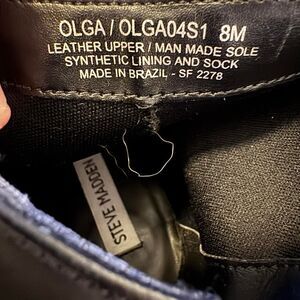 OLGA / OLGA04S1 8M
LEATHER UPPER / MAN MADE SOLE
SYNTHETIC LINING AND SOCK
MADE IN BRAZIL - SF 2278
STEVE MADDEN